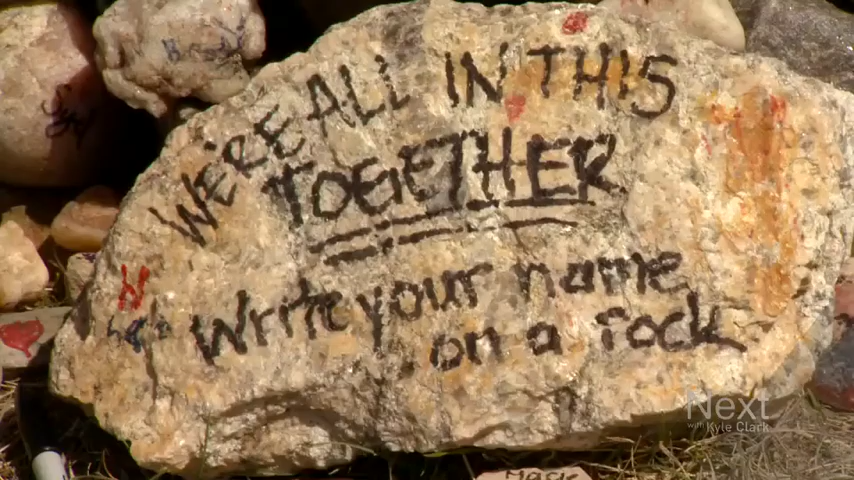 WE'RE ALL IN THIS
TOGETHER
Write your name
on a rock
N
Next
with Kyle Clark